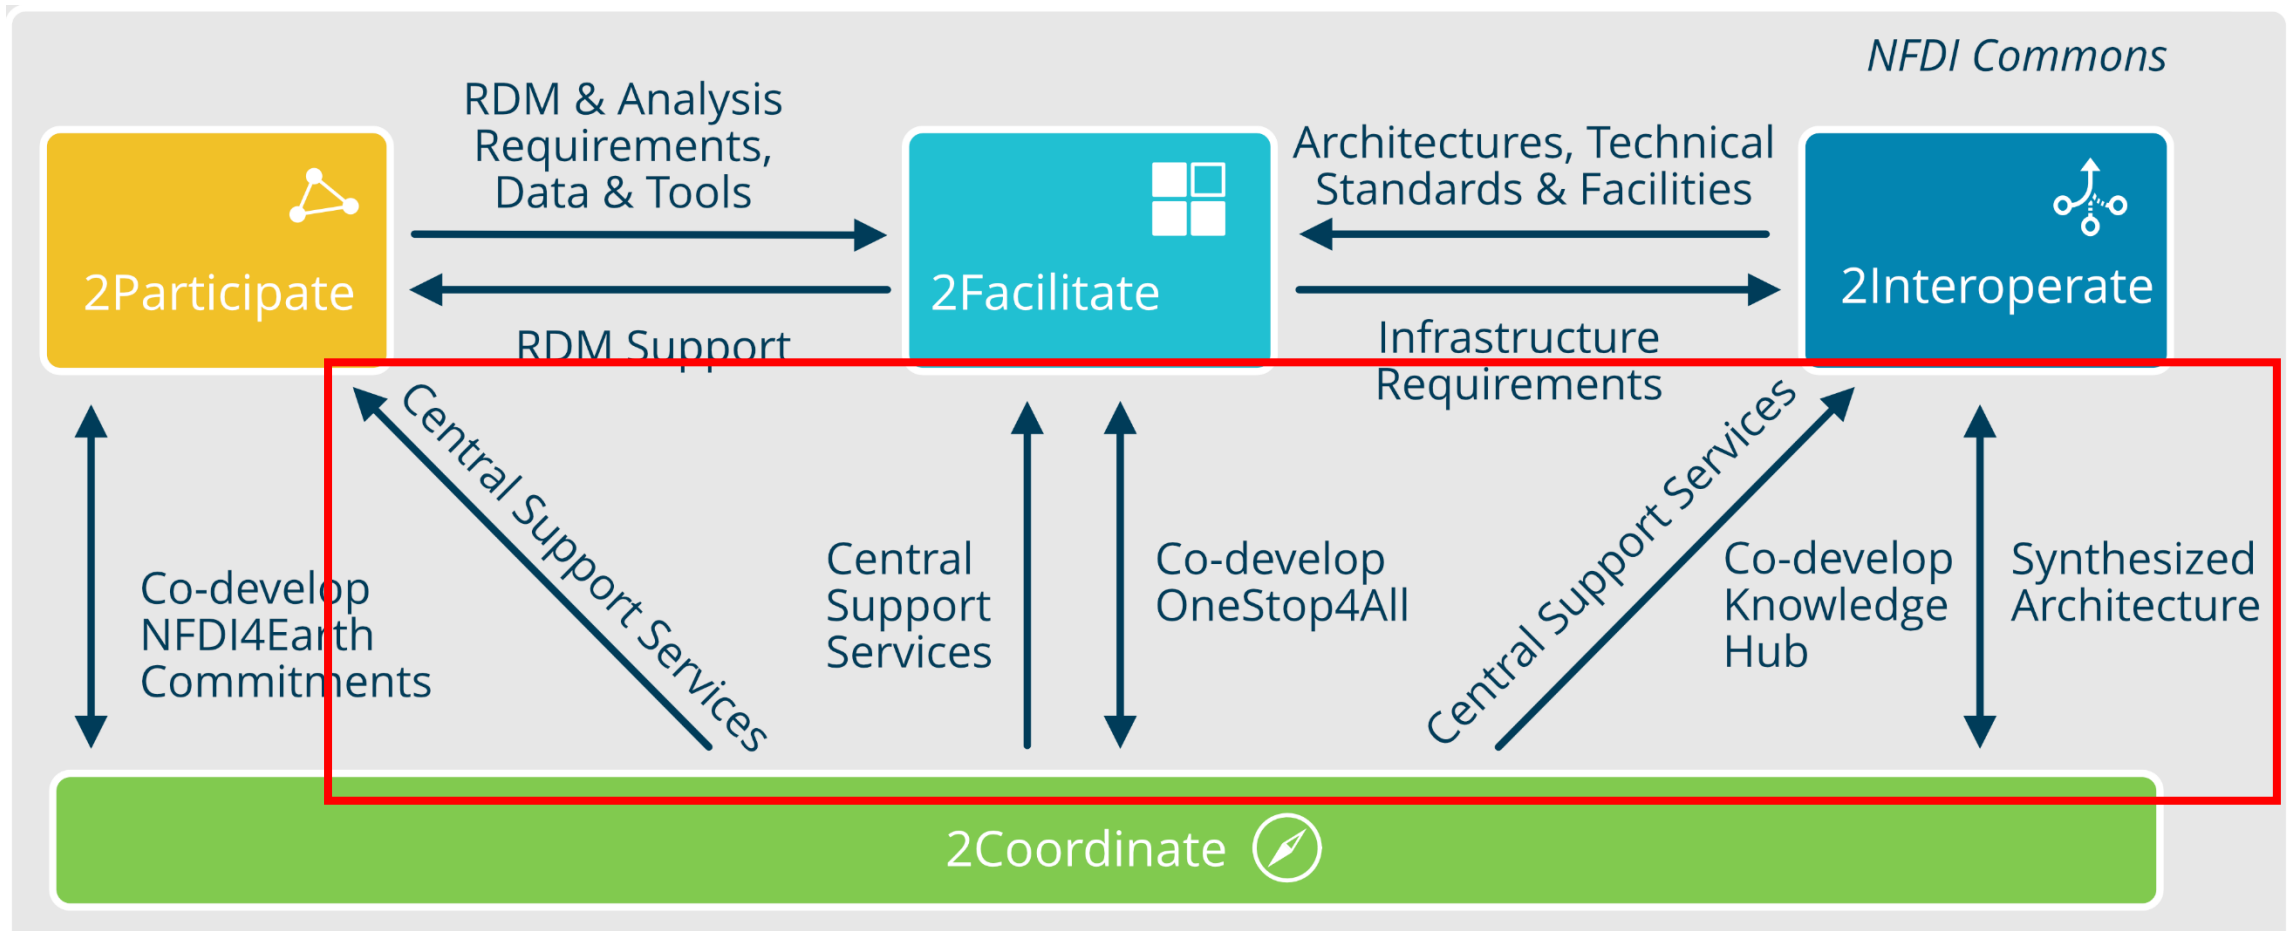 NFDI Commons
RDM & Analysis
Requirements,
Data & Tools
Architectures, Technical
Standards & Facilities
2Participate
2Facilitate
2Interoperate
RDM Support
Infrastructure
Requirements
Central Support Services
Central Support Services
Co-develop
NFDI4Earth
Commitments
Central
Support
Services
Co-develop
OneStop4All
Co-develop
Knowledge
Hub
Synthesized
Architecture
2Coordinate